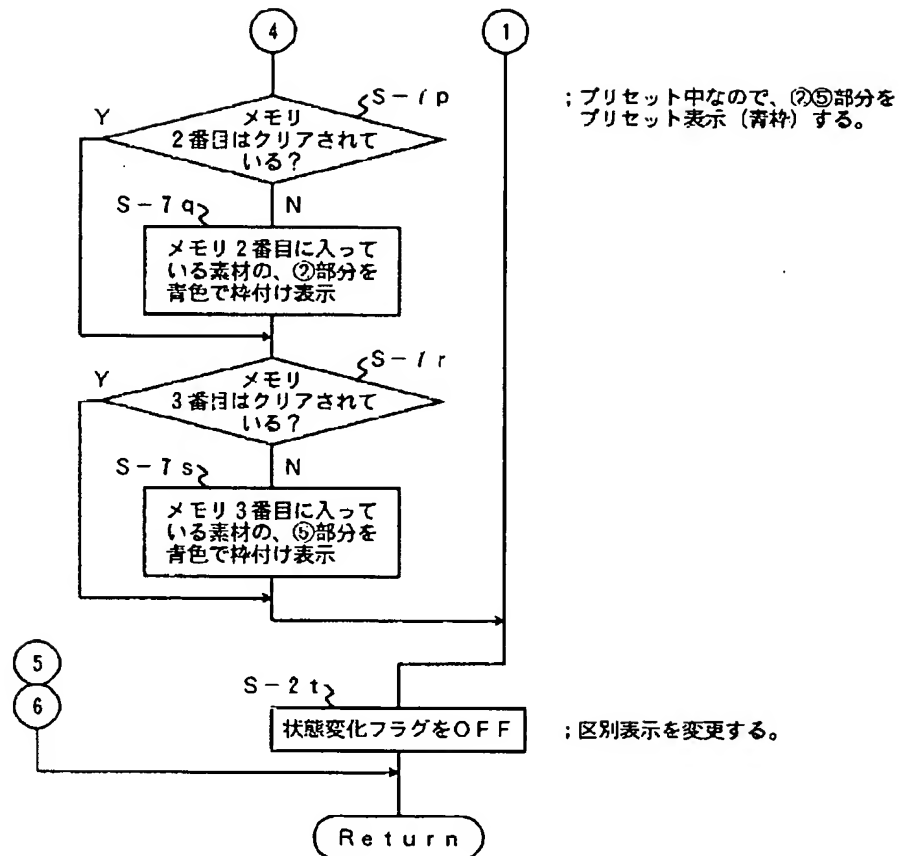 4
1
S-7p
;プリセット中なので、②⑤部分を
プリセット表示(青枠)する。
Y
メモリ
2番目はクリアされて
いる?
S-7q
N
メモリ2番目に入って
いる素材の、②部分を
青色で枠付け表示
S-7r
Y
メモリ
3番目はクリアされて
いる?
S-7s
N
メモリ3番目に入って
いる素材の、⑤部分を
青色で枠付け表示
5
6
S-2t
状態変化フラグをOFF
;区別表示を変更する。
Return